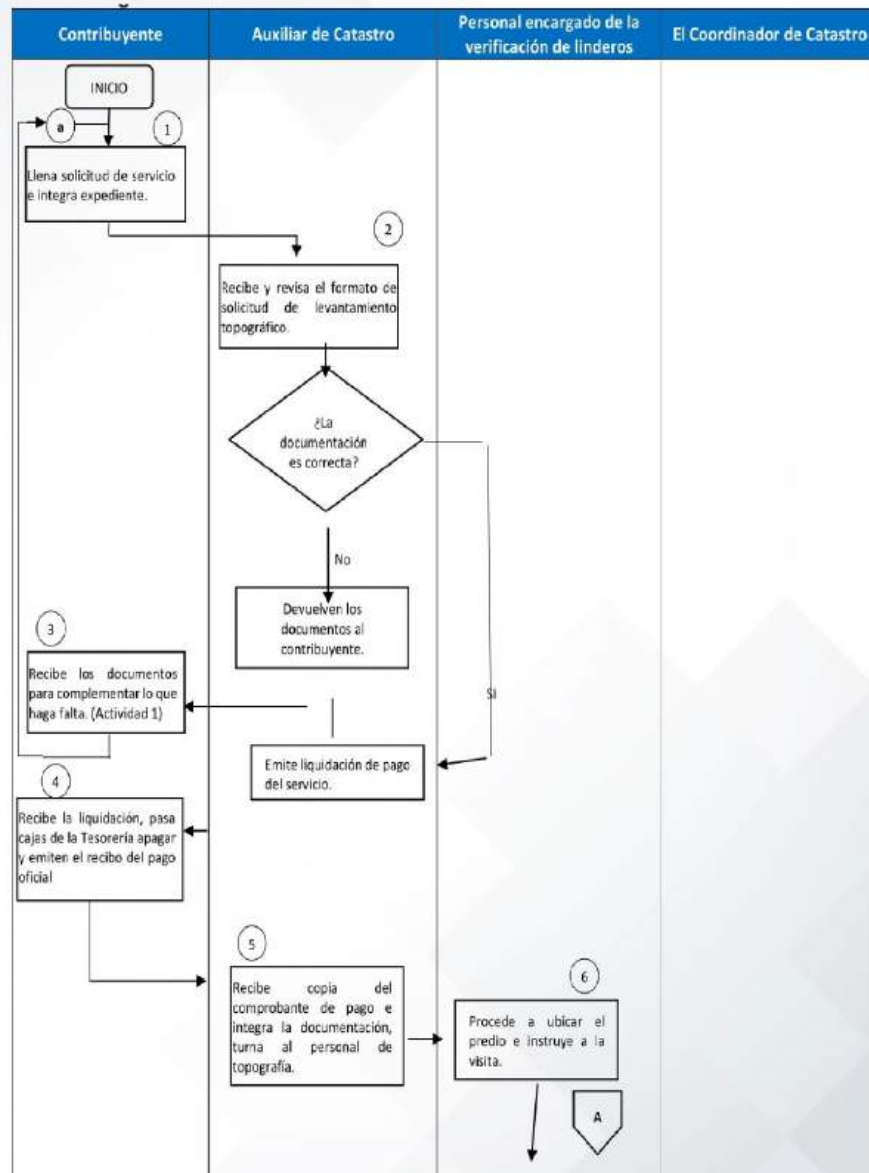 Contribuyente
Auxiliar de Catastro
Personal encargado de la
verificación de linderos
El Coordinador de Catastro
INICIO
a
1
Llena solicitud de servicio
e integra expediente.
2
Recibe y revisa el formato de
solicitud de levantamiento
topográfico.
¿La
documentación
es correcta?
No
Devuelven los
documentos al
contribuyente.
3
Recibe los documentos
para complementar lo que
haga falta. (Actividad 1)
Si
Emite liquidación de pago
del servicio.
4
Recibe la liquidación, pasa
cajas de la Tesorería apagar
y emiten el recibo del pago
oficial
5
Recibe copia del
comprobante de pago e
integra la documentación,
turna al personal de
topografía.
6
Procede a ubicar el
predio e instruye a la
visita.
A